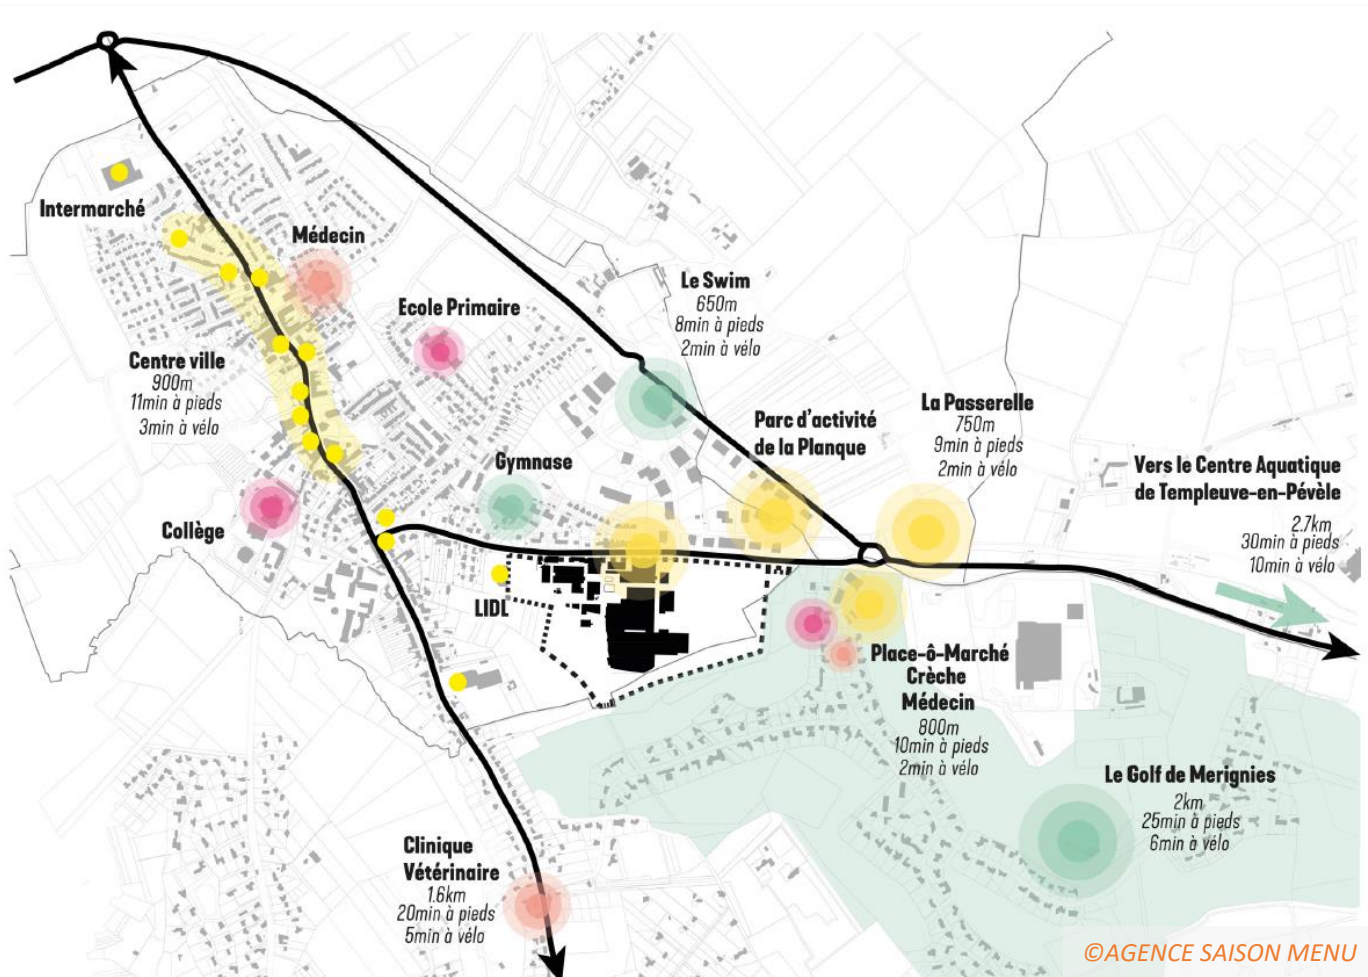 Intermarché
Médecin
Ecole Primaire
Le Swim
650m
8min à pieds
2min à vélo
Centre ville
900m
11min à pieds
3min à vélo
Parc d'activité
de la Planque
La Passerelle
750m
9min à pieds
2min à vélo
Gymnase
Vers le Centre Aquatique
de Templeuve-en-Pévèle
2.7km
30min à pieds
10min à vélo
Collège
LIDL
Place-ô-Marché
Crèche
Médecin
800m
10min à pieds
2min à vélo
Le Golf de Merignies
2km
25min à pieds
6min à vélo
Clinique
Vétérinaire
1.6km
20min à pieds
5min à vélo
©AGENCE SAISON MENU